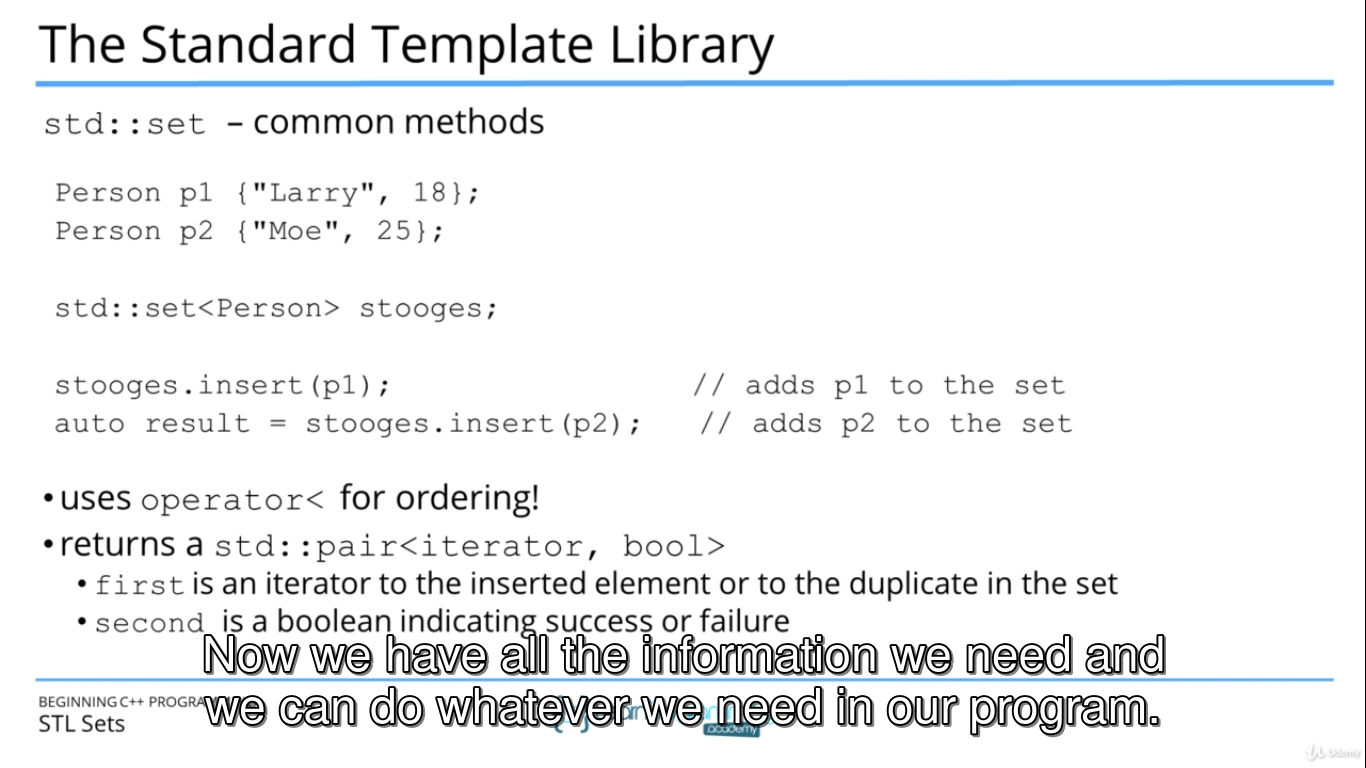 The Standard Template Library
std::set – common methods
Person p1 {"Larry", 18};
Person p2 {"Moe", 25};
std::set<Person> stooges;
stooges.insert(p1); // adds p1 to the set
auto result = stooges.insert(p2); // adds p2 to the set
•uses operator< for ordering!
•returns a std::pair<iterator, bool>
• first is an iterator to the inserted element or to the duplicate in the set
• second is a boolean indicating success or failure
Now we have all the information we need and
we can do whatever we need in our program.
BEGINNING C++
STL Sets
academy
Udemy